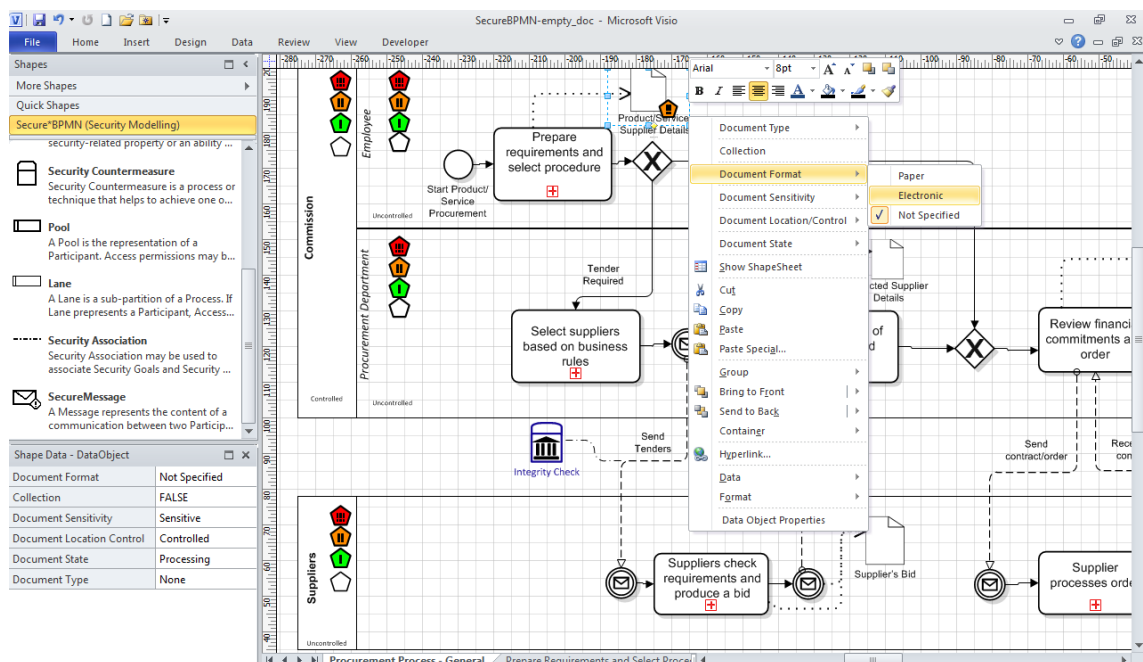 SecureBPMN-empty_doc - Microsoft Visio
File Home Insert Design Data Review View Developer
Shapes
More Shapes
Quick Shapes
Secure*BPMN (Security Modelling)
security-related property or an ability ...
Security Countermeasure
Security Countermeasure is a process or
technique that helps to achieve one o...
Pool
A Pool is the representation of a
Participant. Access permissions may b...
Lane
A Lane is a sub-partition of a Process. If
Lane prepresents a Participant, Access...
Security Association
Security Association may be used to
associate Security Goals and Security ...
SecureMessage
A Message represents the content of a
communication between two Particip...
Shape Data - DataObject
Document Format Not Specified
Collection FALSE
Document Sensitivity Sensitive
Document Location Control Controlled
Document State Processing
Document Type None
Commission
Employee
Uncontrolled
Start Product/
Service
Procurement
Prepare
requirements and
select procedure
Product/Service
Supplier Details
Arial 8pt
Document Type
Collection
Document Format
Document Sensitivity
Document Location/Control
Document State
Show ShapeSheet
Cut
Copy
Paste
Paste Special...
Group
Bring to Front
Send to Back
Container
Hyperlink...
Data
Format
Data Object Properties
Paper
Electronic
Not Specified
Procurement Department
Controlled
Uncontrolled
Tender
Required
Select suppliers
based on business
rules
cted Supplier
Details
of
d
Review financi
commitments a
order
Integrity Check
Send
Tenders
Send
contract/order
Rece
con
Suppliers
Uncontrolled
Suppliers check
requirements and
produce a bid
Supplier's Bid
Supplier
processes orde
Procurement Process - General
Prepare Requirements and Select Proce